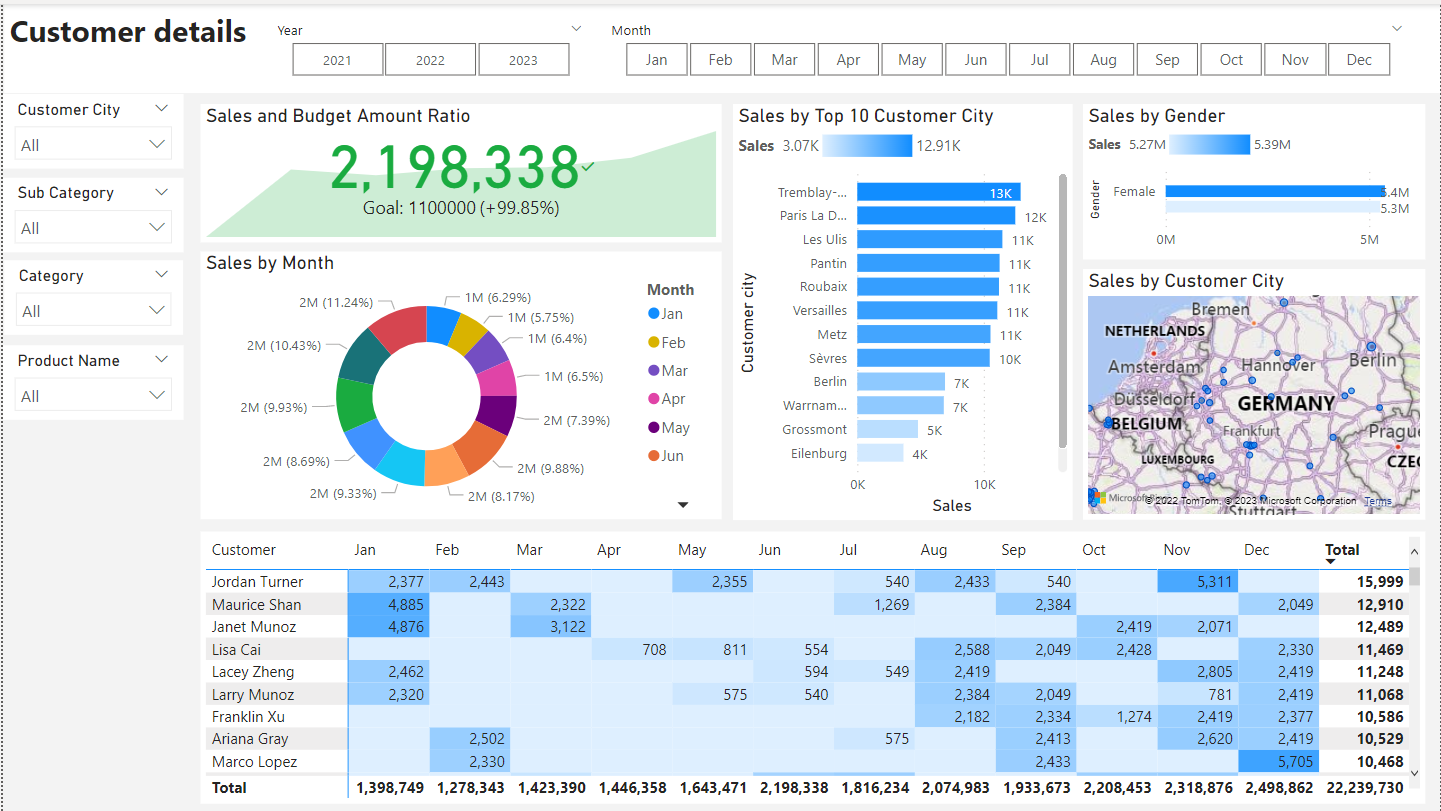 Customer details
Year
2021 2022 2023
Month
Jan Feb Mar Apr May Jun Jul Aug Sep Oct Nov Dec
Customer City
All
Sub Category
All
Category
All
Product Name
All
Sales and Budget Amount Ratio
2,198,338
Goal: 1100000 (+99.85%)
Sales by Month
2M (11.24%)
1M (6.29%)
1M (5.75%)
1M (6.4%)
1M (6.5%)
2M (7.39%)
2M (9.88%)
2M (8.17%)
2M (9.33%)
2M (8.69%)
2M (9.93%)
2M (10.43%)
Month
Jan
Feb
Mar
Apr
May
Jun
Sales by Top 10 Customer City
Sales 3.07K 12.91K
Customer city
Tremblay-... 13K
Paris La D... 12K
Les Ulis 11K
Pantin 11K
Roubaix 11K
Versailles 11K
Metz 11K
Sèvres 10K
Berlin 7K
Warrnam... 7K
Grossmont 5K
Eilenburg 4K
0K 10K
Sales
Sales by Gender
Sales 5.27M 5.39M
Gender
Female 5.4M
5.3M
0M 5M
Sales by Customer City
Bremen
NETHERLANDS
Amsterdam
Hannover
Berlin
Düsseldorf
GERMANY
BELGIUM
Frankfurt
Prague
LUXEMBOURG
CZEC
Microsoft Bing
© 2022 TomTom, © 2023 Microsoft Corporation Terms
Stuttgart
Customer Jan Feb Mar Apr May Jun Jul Aug Sep Oct Nov Dec Total
Jordan Turner 2,377 2,443 2,355 540 2,433 540 5,311 15,999
Maurice Shan 4,885 2,322 1,269 2,384 2,049 12,910
Janet Munoz 4,876 3,122 2,419 2,071 12,489
Lisa Cai 708 811 554 2,588 2,049 2,428 2,330 11,469
Lacey Zheng 2,462 594 549 2,419 2,805 2,419 11,248
Larry Munoz 2,320 575 540 2,384 2,049 781 2,419 11,068
Franklin Xu 2,182 2,334 1,274 2,419 2,377 10,586
Ariana Gray 2,502 575 2,413 2,620 2,419 10,529
Marco Lopez 2,330 2,433 5,705 10,468
Total 1,398,749 1,278,343 1,423,390 1,446,358 1,643,471 2,198,338 1,816,234 2,074,983 1,933,673 2,208,453 2,318,876 2,498,862 22,239,730